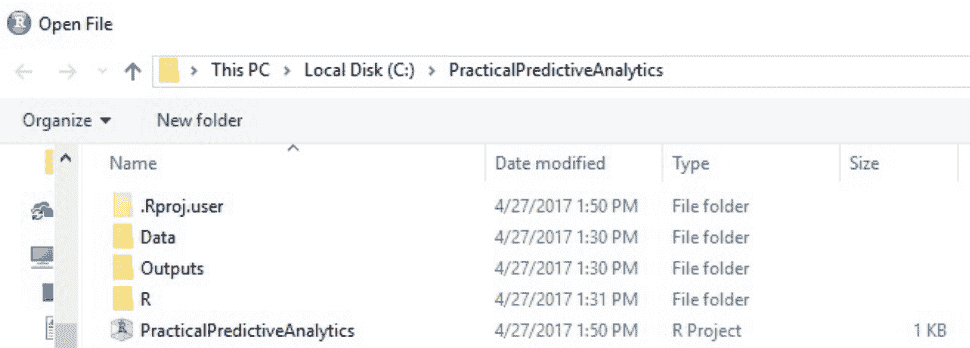 Open File
This PC > Local Disk (C:) > PracticalPredictiveAnalytics
Organize New folder
Name Date modified Type Size
.Rproj.user 4/27/2017 1:50 PM File folder
Data 4/27/2017 1:30 PM File folder
Outputs 4/27/2017 1:30 PM File folder
R 4/27/2017 1:31 PM File folder
PracticalPredictiveAnalytics 4/27/2017 1:50 PM R Project 1 KB